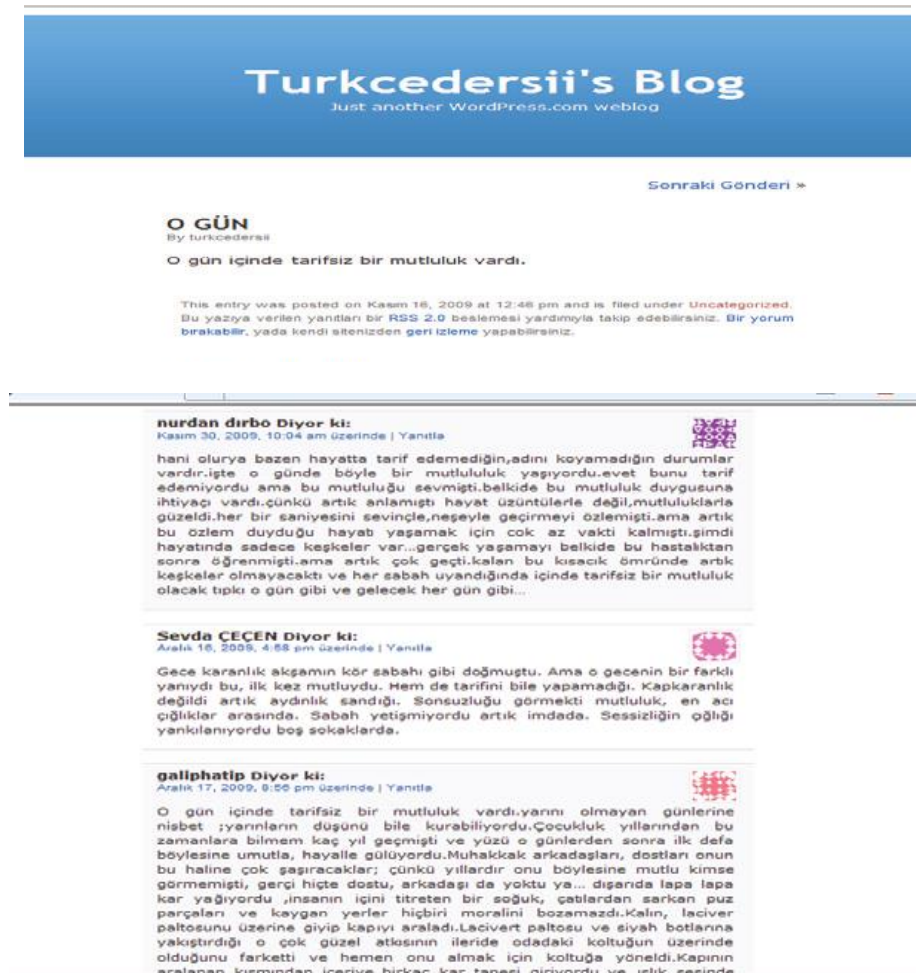 Turkcedersii's Blog
Just another WordPress.com weblog
Sonraki Gönderi »
O GÜN
By turkcedersii
O gün içinde tarifsiz bir mutluluk vardı.
This entry was posted on Kasım 16, 2009 at 12:46 pm and is filed under Uncategorized.
Bu yazıya verilen yanıtları bir RSS 2.0 beslemesi yardımıyla takip edebilirsiniz. Bir yorum
bırakabilir, yada kendi sitenizden geri izleme yapabilirsiniz.
nurdan dırbo Diyor ki:
Kasım 30, 2009, 10:04 am üzerinde | Yanıtla
hani olurya bazen hayatta tarif edemediğin,adını koyamadığın durumlar
vardır.işte o günde böyle bir mutlululuk yaşıyordu.evet bunu tarif
edemiyordu ama bu mutluluğu sevmişti.belkide bu mutluluk duygusuna
ihtiyaçı vardı.çünkü artık anlamıştı hayat üzüntülerle değil,mutluluklarla
güzeldi.her bir saniyesini sevinçle,neşeyle geçirmeyi özlemişti.ama artık
bu özlem duyduğu hayatı yaşamak için cok az vakti kalmıştı.şimdi
hayatında sadece keşkeler var...gerçek yaşamayı belkide bu hastalıktan
sonra öğrenmişti.ama artık çok geçti.kalan bu kısacık ömründe artık
keşkeler olmayacaktı ve her sabah uyandığında içinde tarifsiz bir mutluluk
olacak tıpkı o gün gibi ve gelecek her gün gibi...
Sevda ÇEÇEN Diyor ki:
Aralık 16, 2009, 4:58 pm üzerinde | Yanıtla
Gece karanlık akşamın kör sabahı gibi doğmuştu. Ama o gecenin bir farklı
yanıydı bu, ilk kez mutluydu. Hem de tarifini bile yapamadığı. Kapkaranlık
değildi artık aydınlık sandığı. Sonsuzluğu görmekti mutluluk, en acı
çığlıklar arasında. Sabah yetişmiyordu artık imdada. Sessizliğin çığlığı
yankılanıyordu boş sokaklarda.
galiphatip Diyor ki:
Aralık 17, 2009, 8:56 pm üzerinde | Yanıtla
O gün içinde tarifsiz bir mutluluk vardı.yarını olmayan günlerine
nisbet ;yarınların düşünü bile kurabiliyordu.Çocukluk yıllarından bu
zamanlara bilmem kaç yıl geçmişti ve yüzü o günlerden sonra ilk defa
böylesine umutla, hayalle gülüyordu.Muhakkak arkadaşları, dostları onun
bu haline çok şaşıracaklar; çünkü yıllardır onu böylesine mutlu kimse
görmemişti, gerçi hiçte dostu, arkadaşı da yoktu ya... dışarıda lapa lapa
kar yağıyordu ,insanın içini titreten bir soğuk, çatılardan sarkan puz
parçaları ve kaygan yerler hiçbiri moralini bozamazdı.Kalın, laciver
paltosunu üzerine giyip kapıyı araladı.Lacivert paltosu ve siyah botlarına
yakıştırdığı o çok güzel atkısının ileride odadaki koltuğun üzerinde
olduğunu farketti ve hemen onu almak için koltuğa yöneldi.Kapının
aralanan kısmından içeriye birkaç kar tanesi giriyordu ve ıslık sesinde